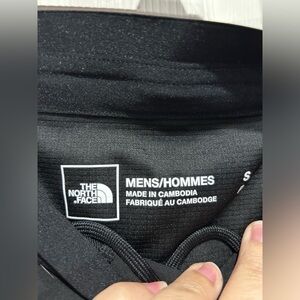 THE
NORTH
FACE
MENS/HOMMES
MADE IN CAMBODIA
FABRIQUÉ AU CAMBODGE
S